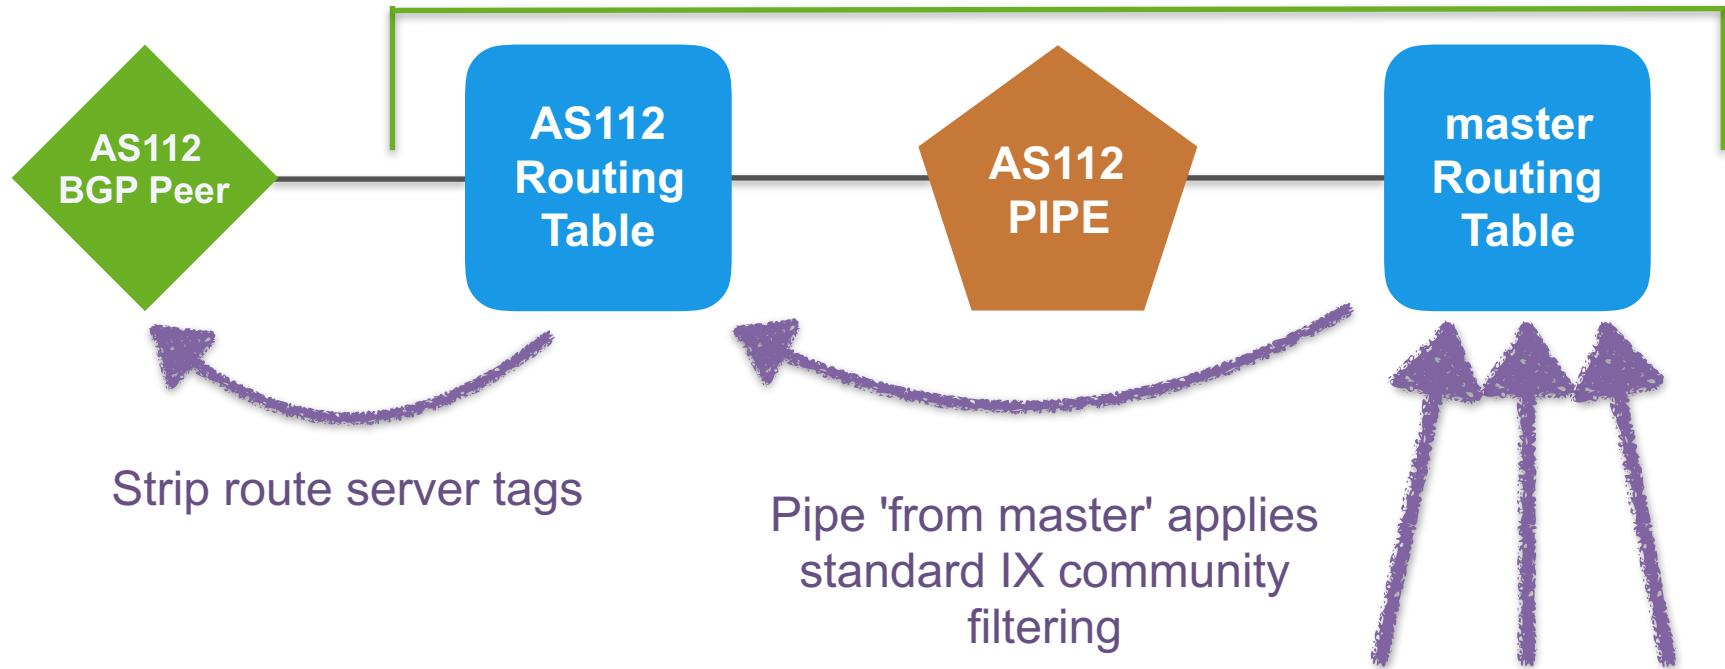 AS112
BGP Peer
AS112
Routing
Table
AS112
PIPE
master
Routing
Table
Strip route server tags
Pipe 'from master' applies
standard IX community
filtering